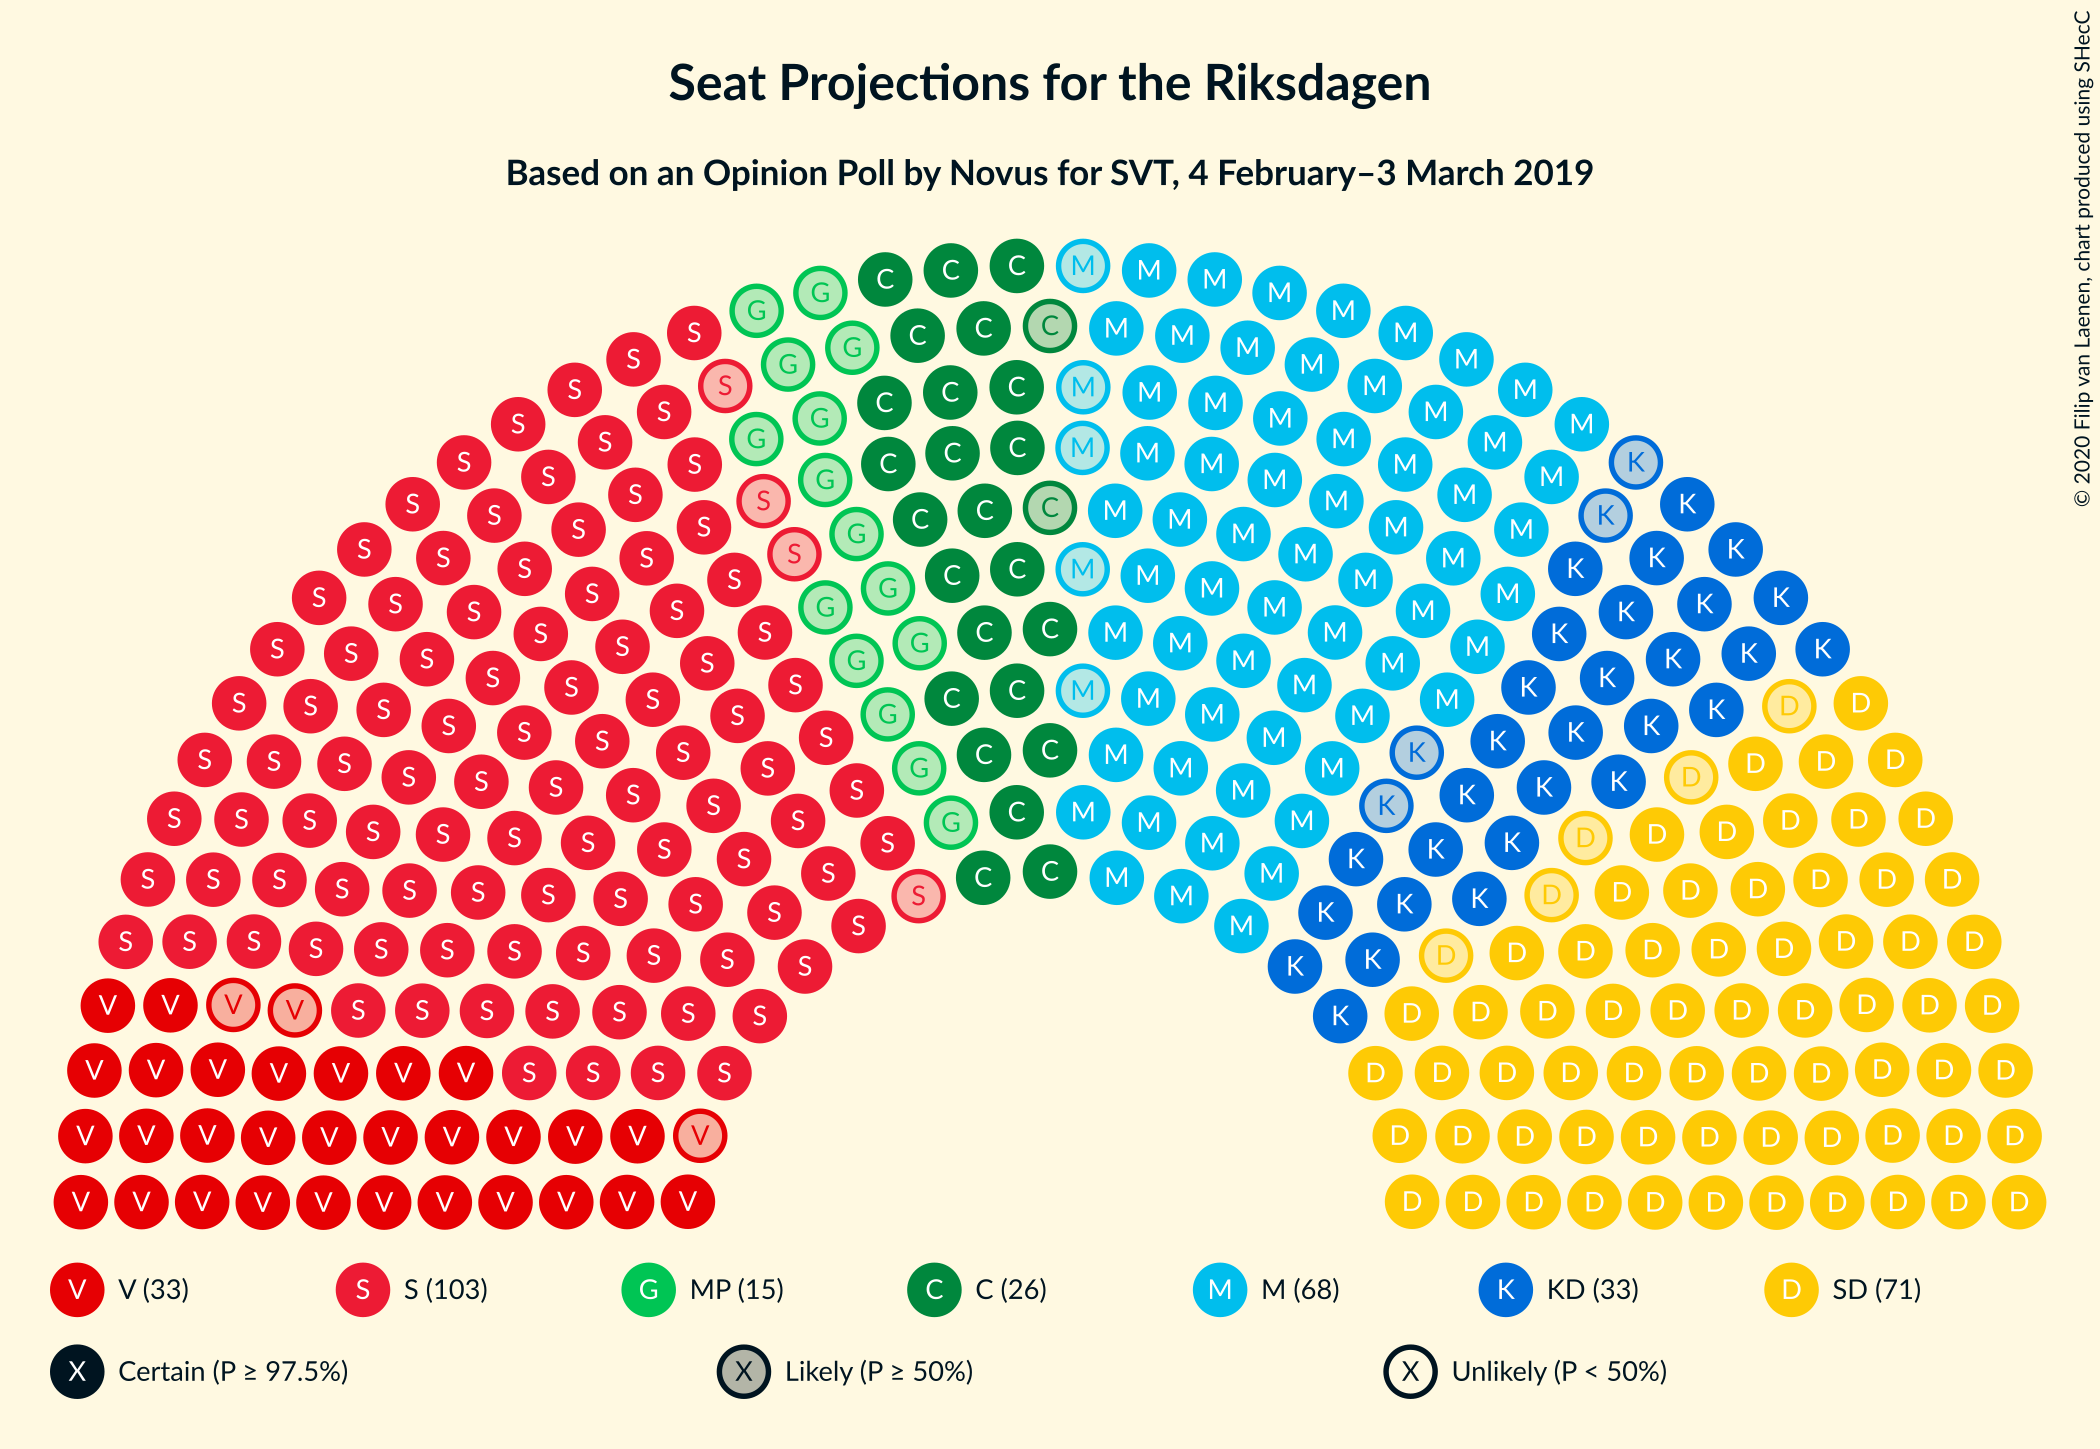 Seat Projections for the Riksdagen
Based on an Opinion Poll by Novus for SVT, 4 February–3 March 2019
© 2020 Filip van Laenen, chart produced using SHecC
V V (33) S S (103) G MP (15) C C (26) M M (68) K KD (33) D SD (71)
X Certain (P ≥ 97.5%) X Likely (P ≥ 50%) X Unlikely (P < 50%)